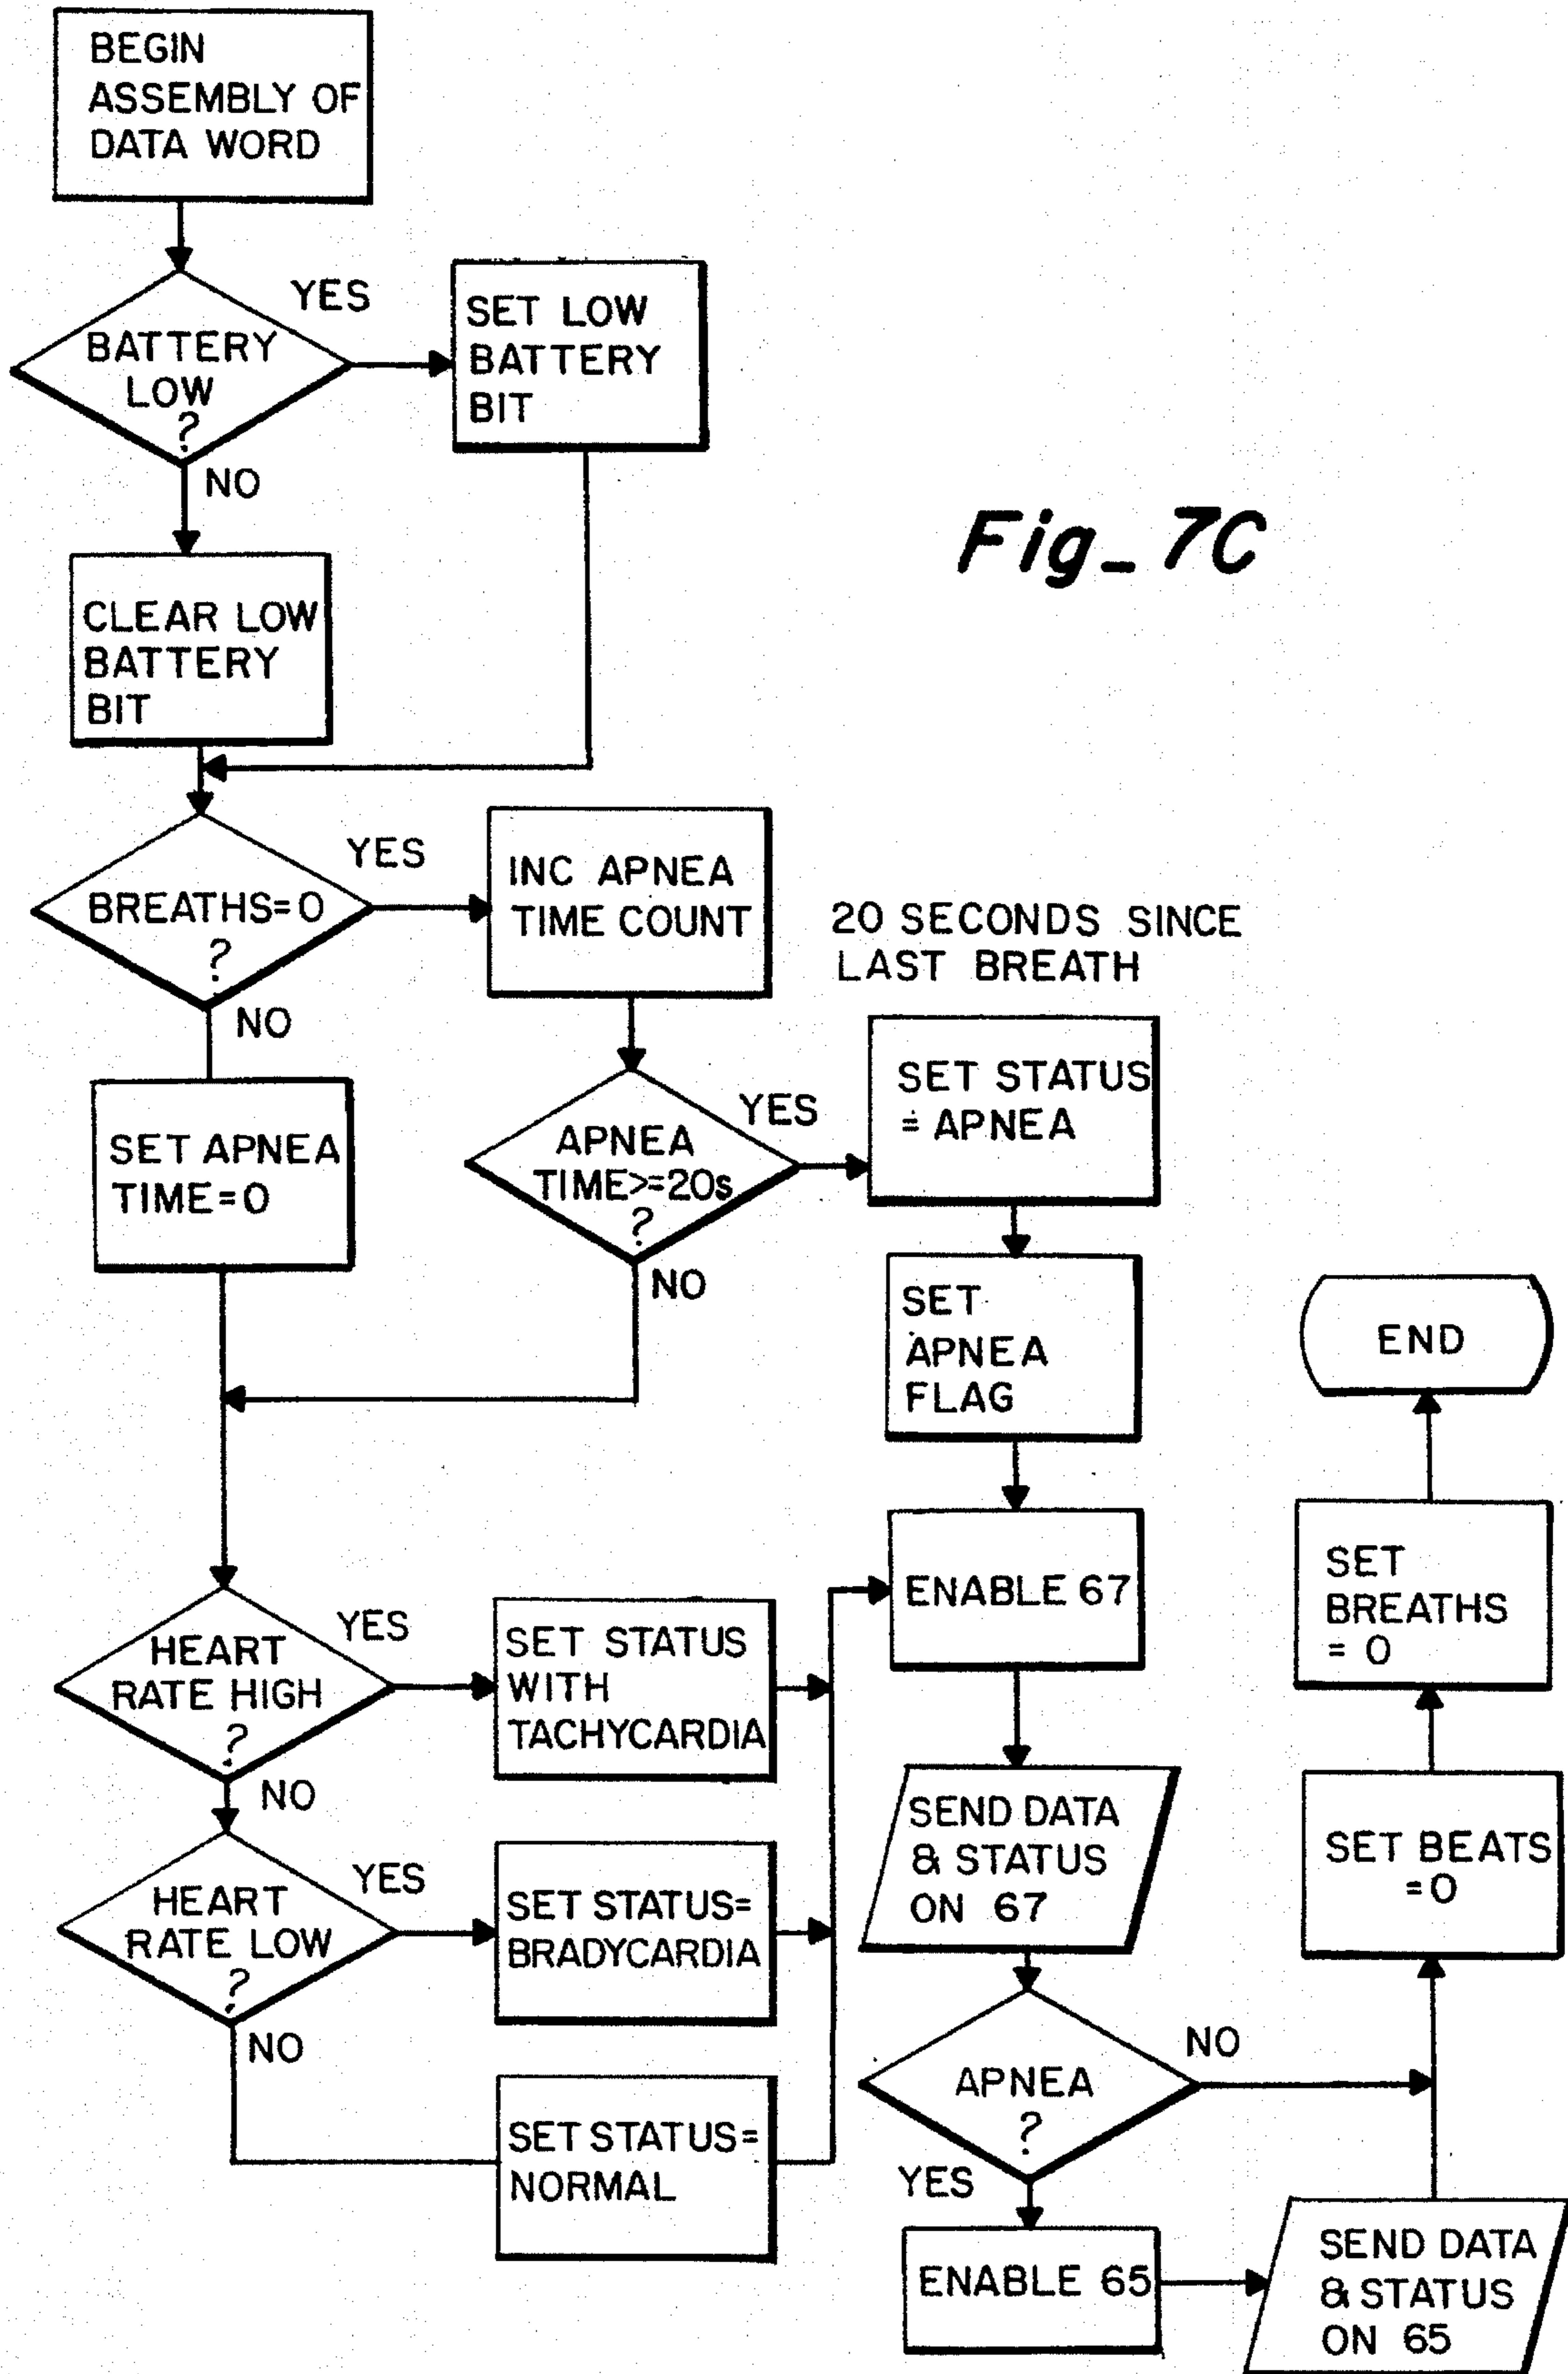 BEGIN
ASSEMBLY OF
DATA WORD
BATTERY
LOW
?
YES
NO
SET LOW
BATTERY
BIT
CLEAR LOW
BATTERY
BIT
Fig_ 7C
BREATHS=0
?
YES
NO
INC APNEA
TIME COUNT
20 SECONDS SINCE
LAST BREATH
SET APNEA
TIME=0
APNEA
TIME>=20s
?
YES
NO
SET STATUS
= APNEA
SET
APNEA
FLAG
HEART
RATE HIGH
?
YES
NO
SET STATUS
WITH
TACHYCARDIA
HEART
RATE LOW
?
YES
NO
SET STATUS=
BRADYCARDIA
SET STATUS=
NORMAL
ENABLE 67
SEND DATA
& STATUS
ON 67
APNEA
?
NO
YES
ENABLE 65
SEND DATA
& STATUS
ON 65
SET BEATS
=0
SET
BREATHS
= 0
END